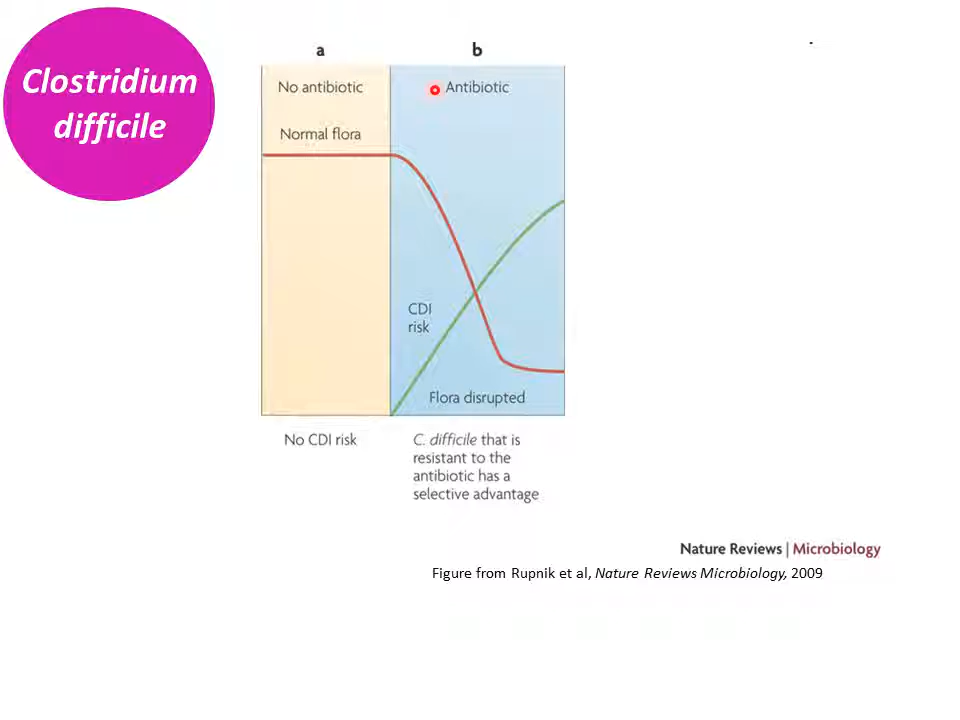 Clostridium
difficile
a
b
No antibiotic
Antibiotic
Normal flora
CDI
risk
Flora disrupted
No CDI risk
C. difficile that is
resistant to the
antibiotic has a
selective advantage
Nature Reviews | Microbiology
Figure from Rupnik et al, Nature Reviews Microbiology, 2009